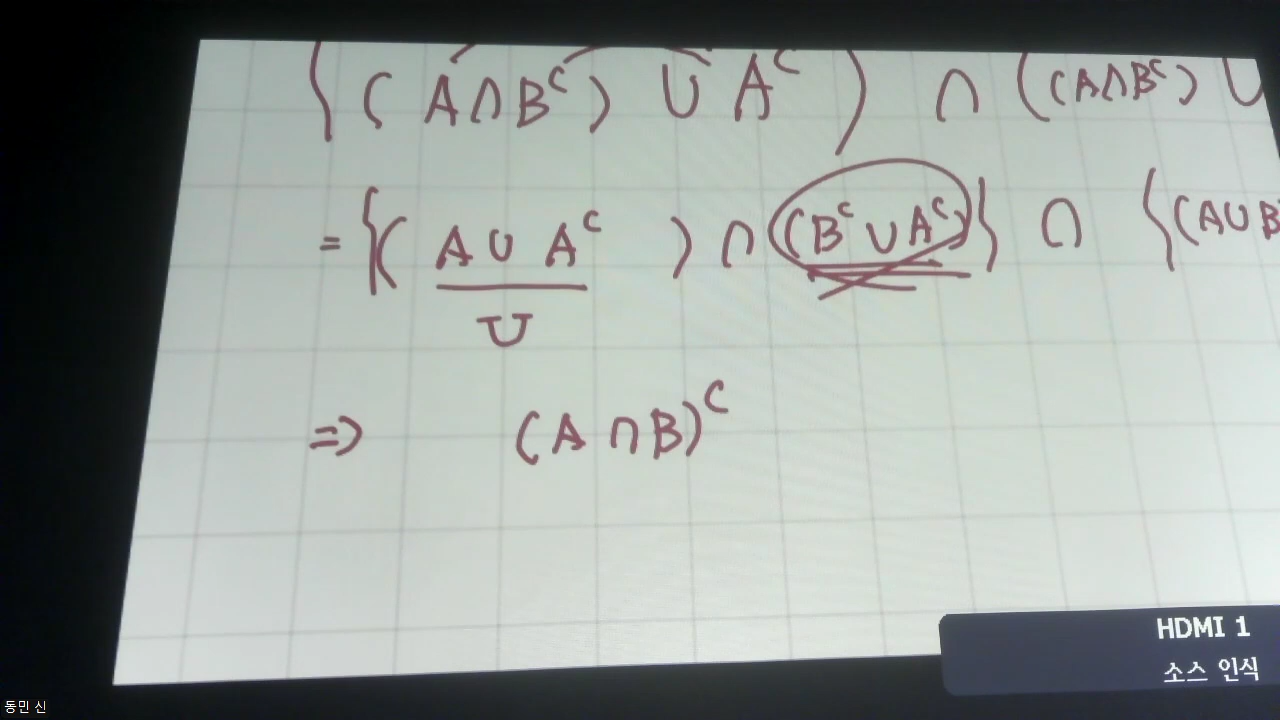 { ( A ∩ B^c ) ∪ A^c ) ∩ ( (A∩B^c) ∪
= { ( A ∪ A^c ) ∩ (B^c ∪ A^c) } ∩ { (A∪B
U
=> (A ∩ B)^c
HDMI 1
소스 인식
동민 신